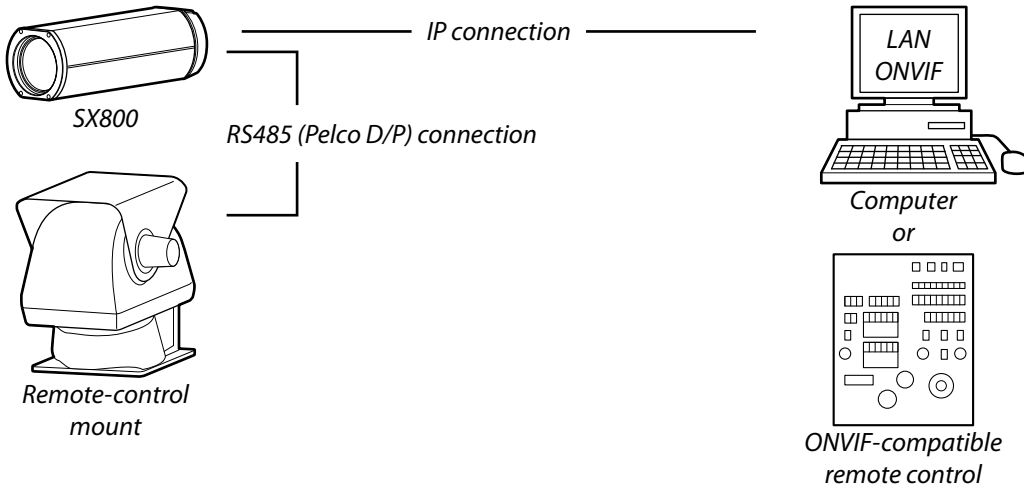 IP connection
LAN
ONVIF
SX800
RS485 (Pelco D/P) connection
Computer
or
Remote-control
mount
ONVIF-compatible
remote control